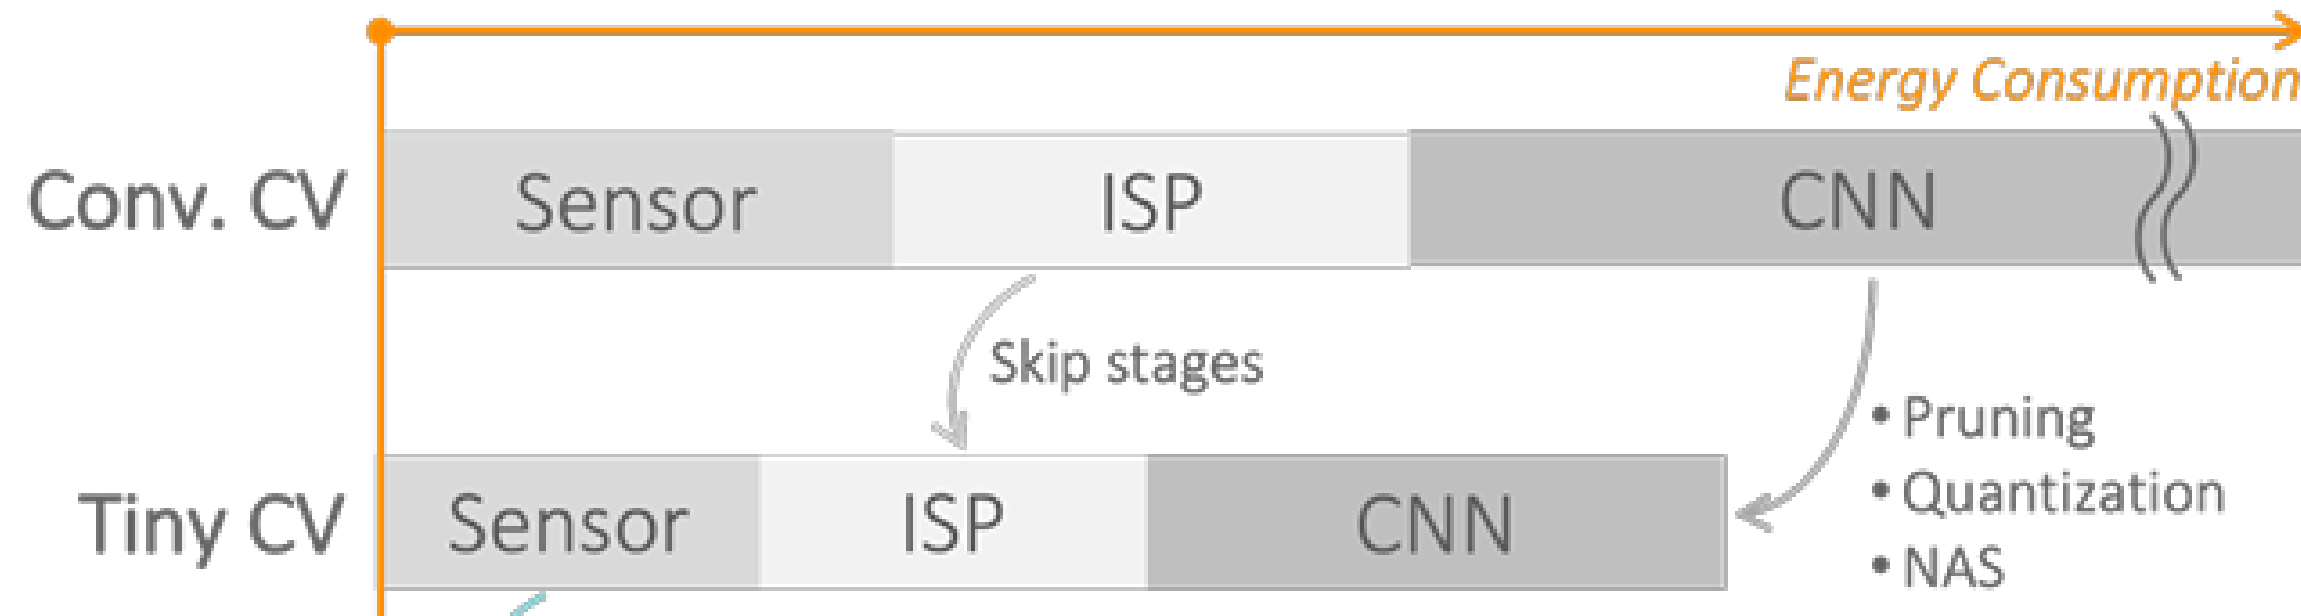 Energy Consumption
Conv. CV
Sensor
ISP
CNN
Skip stages
• Pruning
• Quantization
• NAS
Tiny CV
Sensor
ISP
CNN